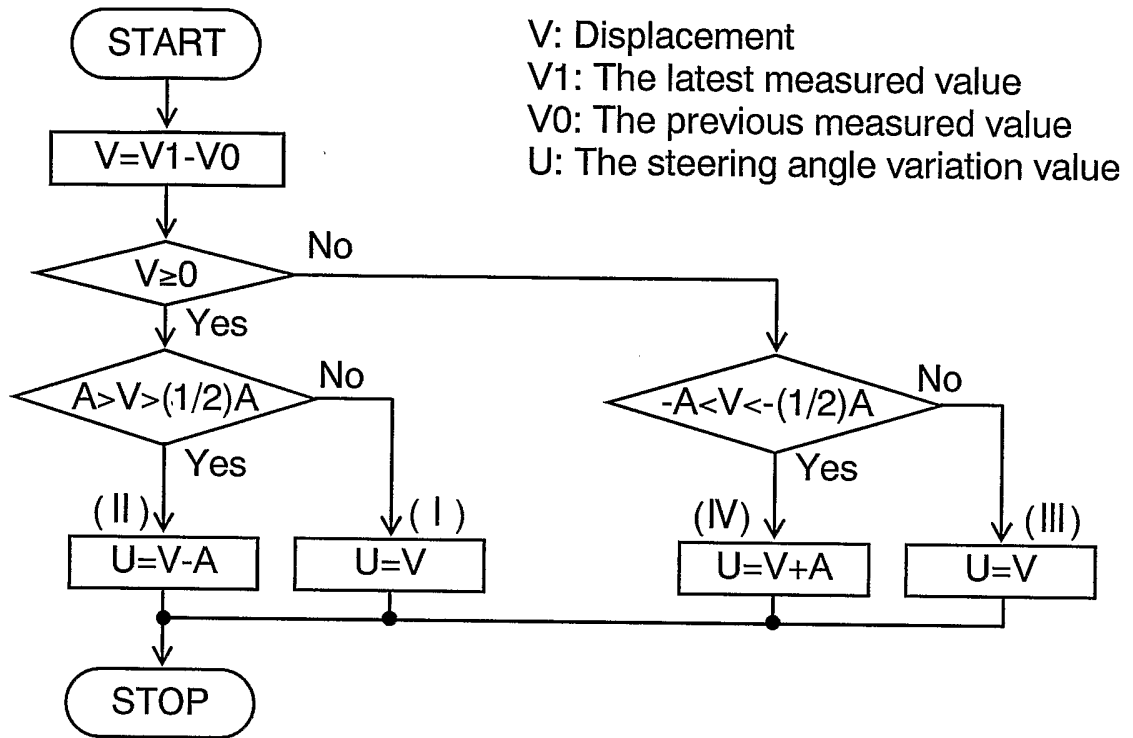 START
V: Displacement
V1: The latest measured value
V0: The previous measured value
U: The steering angle variation value
V=V1-V0
V≥0
No
Yes
A>V>(1/2)A
No
Yes
-A<V<-(1/2)A
No
Yes
(II)
U=V-A
(I)
U=V
(IV)
U=V+A
(III)
U=V
STOP